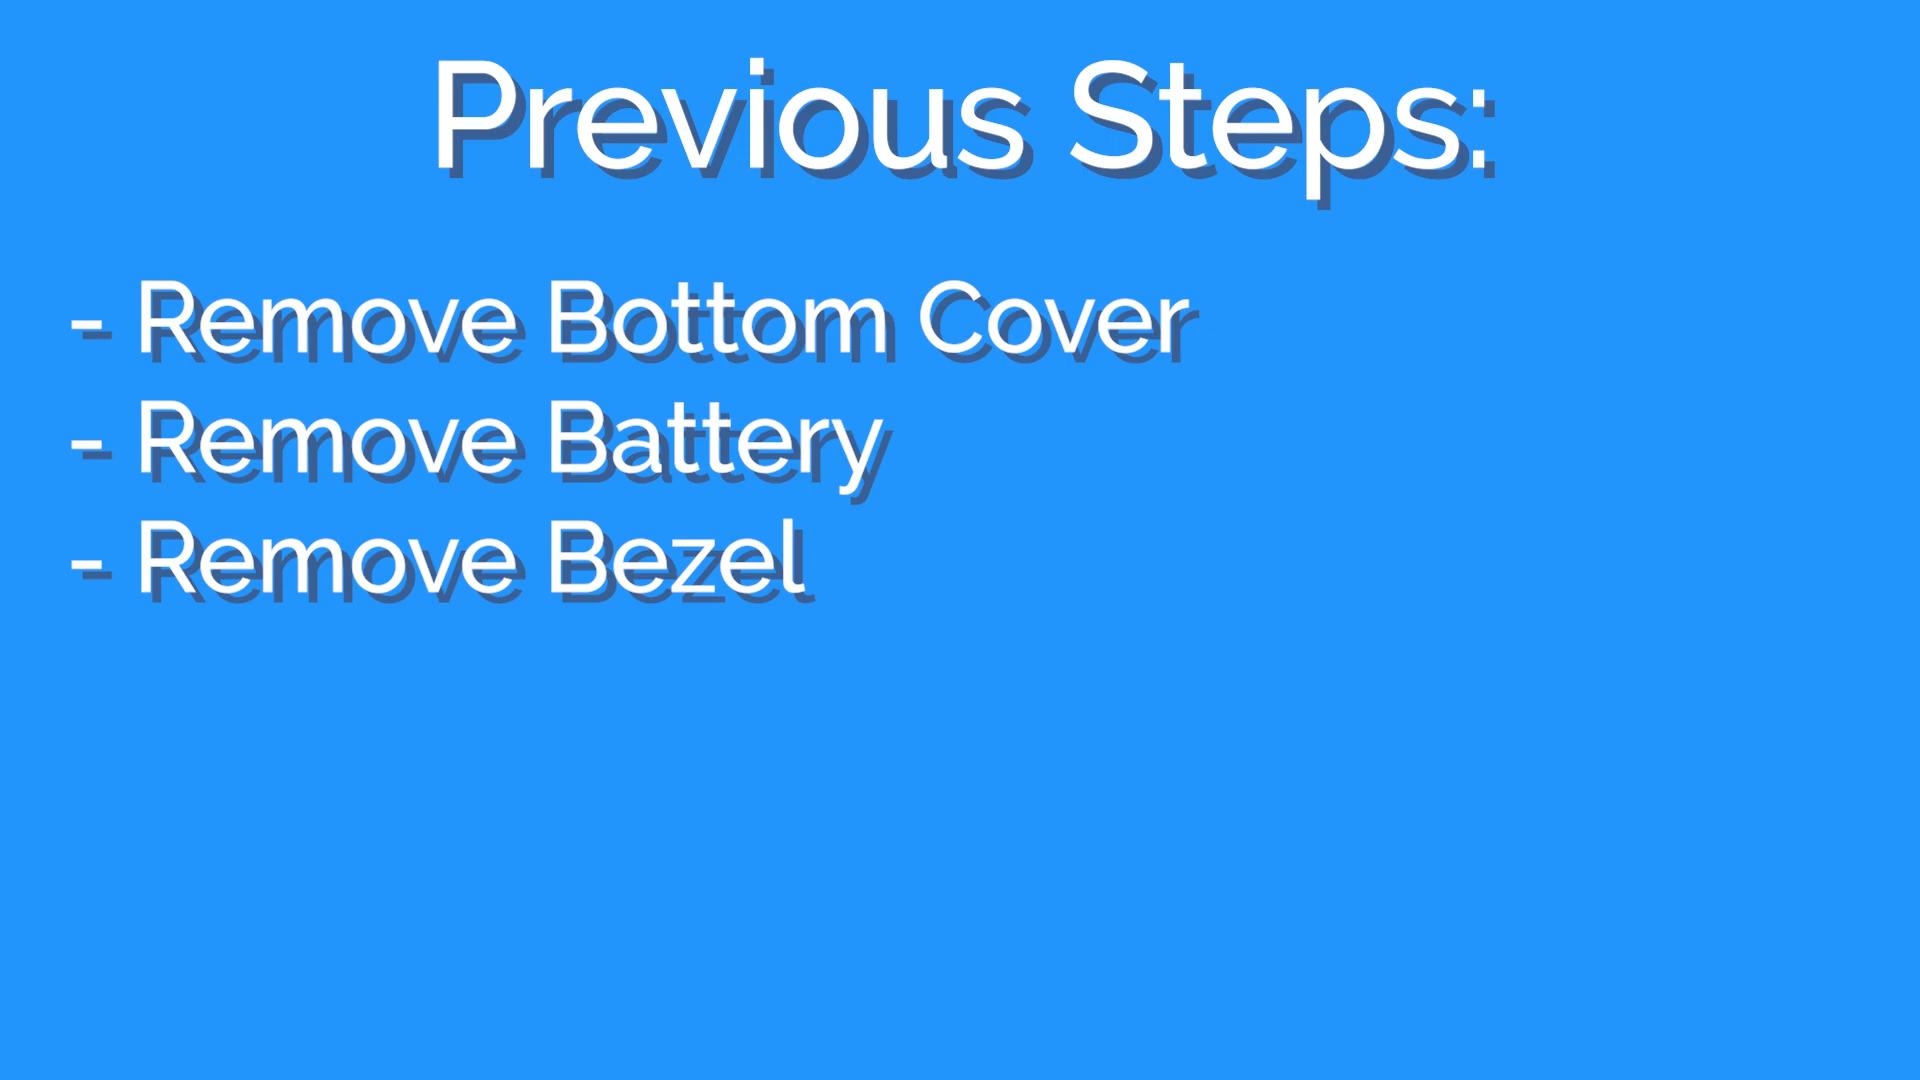 Previous Steps:
- Remove Bottom Cover
- Remove Battery
- Remove Bezel